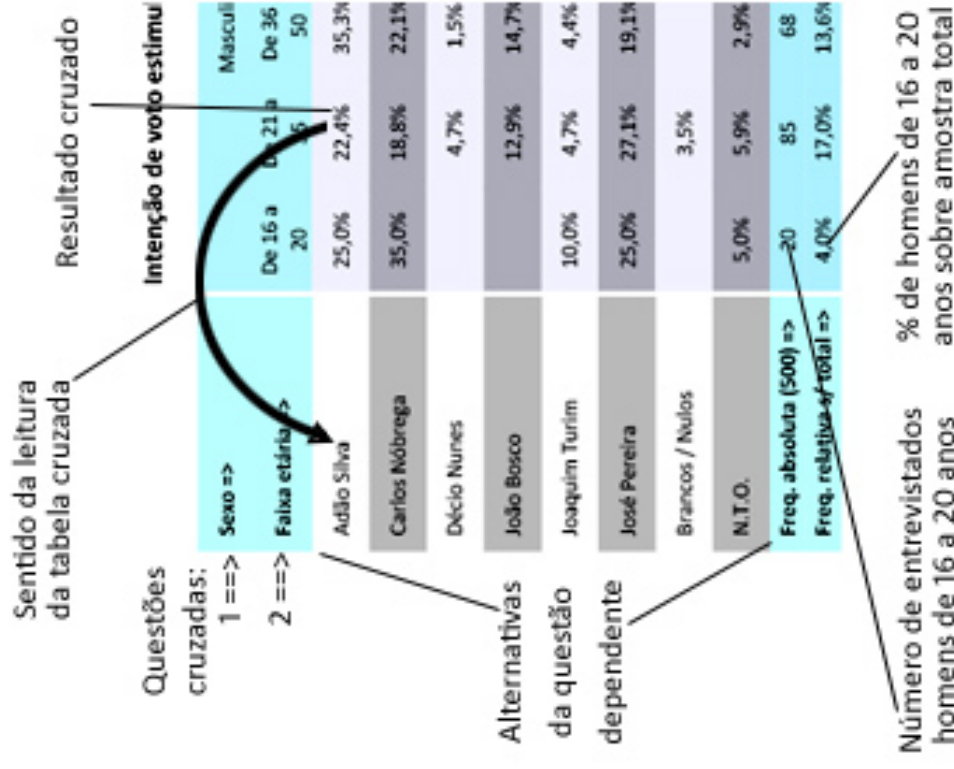 Sentido da leitura
da tabela cruzada
Resultado cruzado
Questões
cruzadas:
1 ==>
2 ==>
Intenção de voto estimul
Sexo => Masculi
Faixa etária => De 16 a 20 De 21 a De 36 50
Adão Silva 25,0% 22,4% 35,3%
Carlos Nóbrega 35,0% 18,8% 22,1%
Décio Nunes 4,7% 1,5%
João Bosco 12,9% 14,7%
Joaquim Turim 10,0% 4,7% 4,4%
José Pereira 25,0% 27,1% 19,1%
Brancos / Nulos 3,5%
N.T.O. 5,0% 5,9% 2,9%
Freq. absoluta (500) => 20 85 68
Freq. relativa s/ total => 4,0% 17,0% 13,6%
Alternativas
da questão
dependente
Número de entrevistados
homens de 16 a 20 anos
% de homens de 16 a 20
anos sobre amostra total